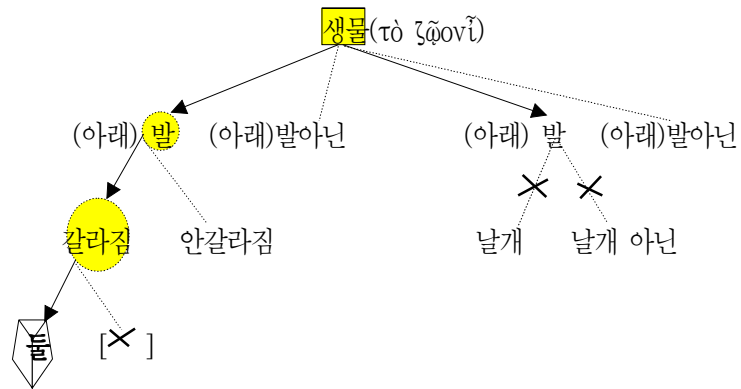 생물(τὸ ζῷονῖ)
(아래) 발 (아래)발아닌 (아래) 발 (아래)발아닌
갈라짐 안갈라짐 날개 날개 아닌
둘 [ ]